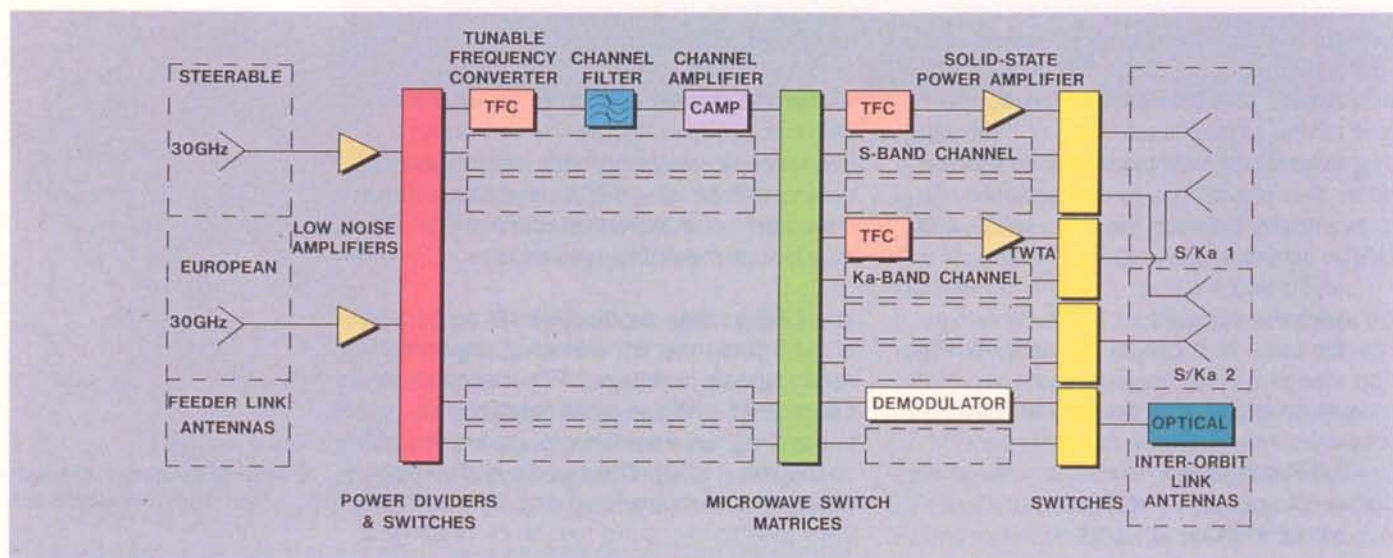 TUNABLE
FREQUENCY
CONVERTER
CHANNEL
FILTER
CHANNEL
AMPLIFIER
SOLID-STATE
POWER AMPLIFIER
STEERABLE
TFC
CAMP
TFC
30GHz
S-BAND CHANNEL
LOW NOISE
AMPLIFIERS
TFC
TWTA
EUROPEAN
Ka-BAND CHANNEL
S/Ka 1
30GHz
S/Ka 2
FEEDER LINK
ANTENNAS
DEMODULATOR
OPTICAL
INTER-ORBIT
LINK
ANTENNAS
POWER DIVIDERS
& SWITCHES
MICROWAVE SWITCH
MATRICES
SWITCHES